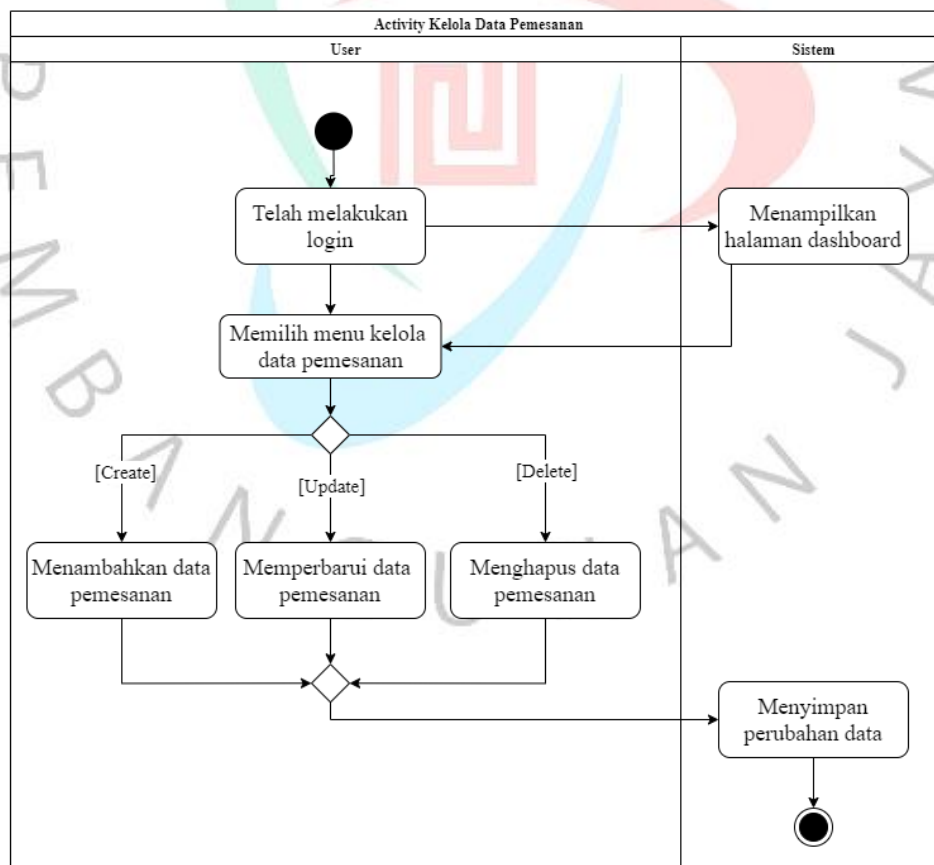 Activity Kelola Data Pemesanan
User
Sistem
Telah melakukan
login
Menampilkan
halaman dashboard
Memilih menu kelola
data pemesanan
[Create]
[Update]
[Delete]
Menambahkan data
pemesanan
Memperbarui data
pemesanan
Menghapus data
pemesanan
Menyimpan
perubahan data